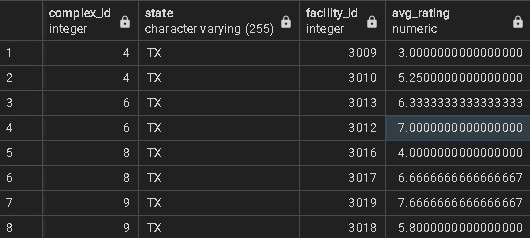 complex_id state facility_id avg_rating
integer character varying (255) integer numeric
1 4 TX 3009 3.0000000000000000
2 4 TX 3010 5.2500000000000000
3 6 TX 3013 6.3333333333333333
4 6 TX 3012 7.0000000000000000
5 8 TX 3016 4.0000000000000000
6 8 TX 3017 6.6666666666666667
7 9 TX 3019 7.6666666666666667
8 9 TX 3018 5.8000000000000000